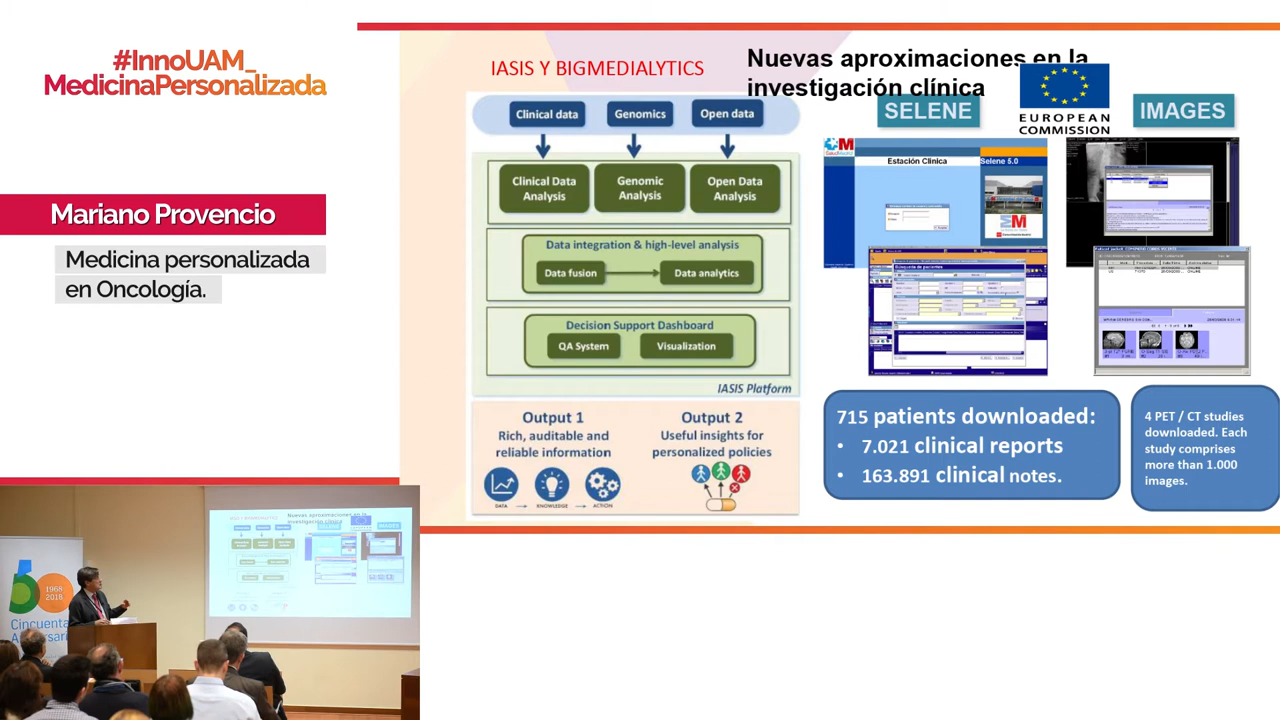 #InnoUAM_
MedicinaPersonalizada
Mariano Provencio
Medicina personalizada
en Oncología.
IASIS Y BIGMEDIALYTICS
Nuevas aproximaciones en la
investigación clínica
Clinical data
Genomics
Open data
Clinical Data
Analysis
Genomic
Analysis
Open Data
Analysis
Data integration & high-level analysis
Data fusion
Data analytics
Decision Support Dashboard
QA System
Visualization
IASIS Platform
Output 1
Rich, auditable and
reliable information
DATA
KNOWLEDGE
ACTION
Output 2
Useful insights for
personalized policies
SELENE
EUROPEAN
COMMISSION
IMAGES
Estación Clinica
Selene 5.0
715 patients downloaded:
• 7.021 clinical reports
• 163.891 clinical notes.
4 PET / CT studies
downloaded. Each
study comprises
more than 1.000
images.
1968
2018
Cincuenta